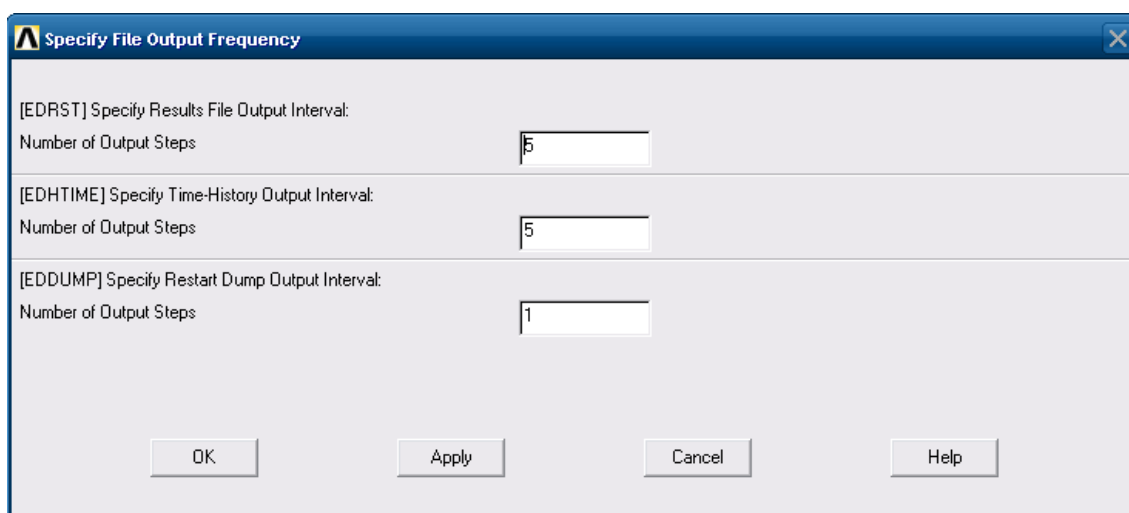 Specify File Output Frequency
[EDRST] Specify Results File Output Interval:
Number of Output Steps 5
[EDHTIME] Specify Time-History Output Interval:
Number of Output Steps 5
[EDDUMP] Specify Restart Dump Output Interval:
Number of Output Steps 1
OK Apply Cancel Help